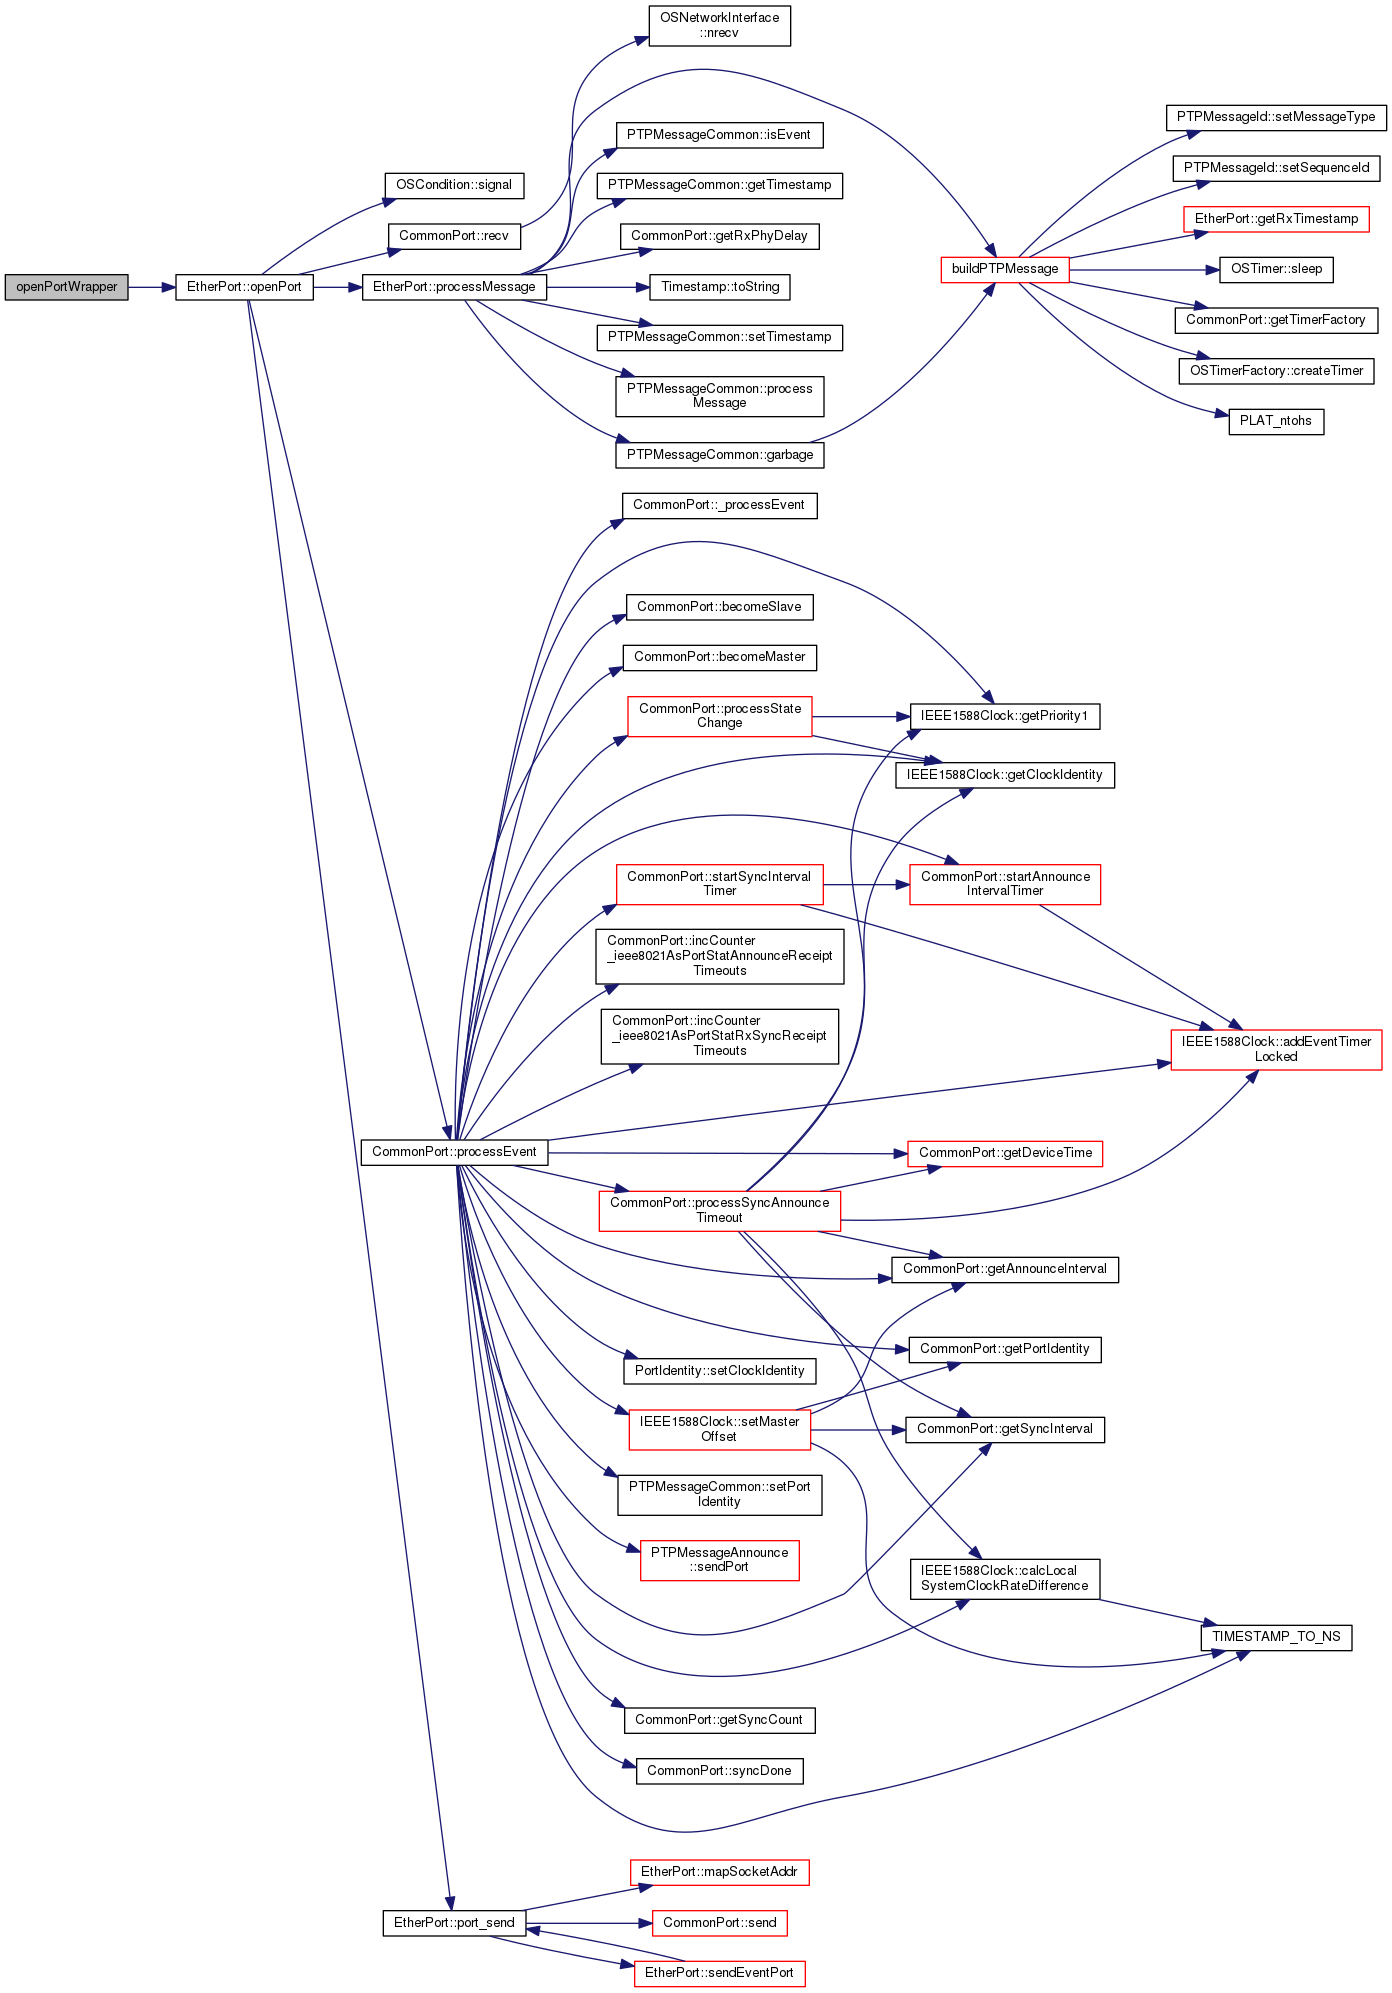 openPortWrapper
EtherPort::openPort
OSCondition::signal
CommonPort::recv
EtherPort::processMessage
OSNetworkInterface
::nrecv
PTPMessageCommon::isEvent
PTPMessageCommon::getTimestamp
CommonPort::getRxPhyDelay
Timestamp::toString
PTPMessageCommon::setTimestamp
PTPMessageCommon::process
Message
PTPMessageCommon::garbage
buildPTPMessage
PTPMessageId::setMessageType
PTPMessageId::setSequenceId
EtherPort::getRxTimestamp
OSTimer::sleep
CommonPort::getTimerFactory
OSTimerFactory::createTimer
PLAT_ntohs
CommonPort::_processEvent
CommonPort::becomeSlave
CommonPort::becomeMaster
CommonPort::processState
Change
IEEE1588Clock::getPriority1
IEEE1588Clock::getClockIdentity
CommonPort::startSyncInterval
Timer
CommonPort::startAnnounce
IntervalTimer
CommonPort::incCounter
_ieee8021AsPortStatAnnounceReceipt
Timeouts
CommonPort::incCounter
_ieee8021AsPortStatRxSyncReceipt
Timeouts
IEEE1588Clock::addEventTimer
Locked
CommonPort::processEvent
CommonPort::getDeviceTime
CommonPort::processSyncAnnounce
Timeout
CommonPort::getAnnounceInterval
CommonPort::getPortIdentity
PortIdentity::setClockIdentity
IEEE1588Clock::setMaster
Offset
CommonPort::getSyncInterval
PTPMessageCommon::setPort
Identity
PTPMessageAnnounce
::sendPort
IEEE1588Clock::calcLocal
SystemClockRateDifference
TIMESTAMP_TO_NS
CommonPort::getSyncCount
CommonPort::syncDone
EtherPort::mapSocketAddr
EtherPort::port_send
CommonPort::send
EtherPort::sendEventPort